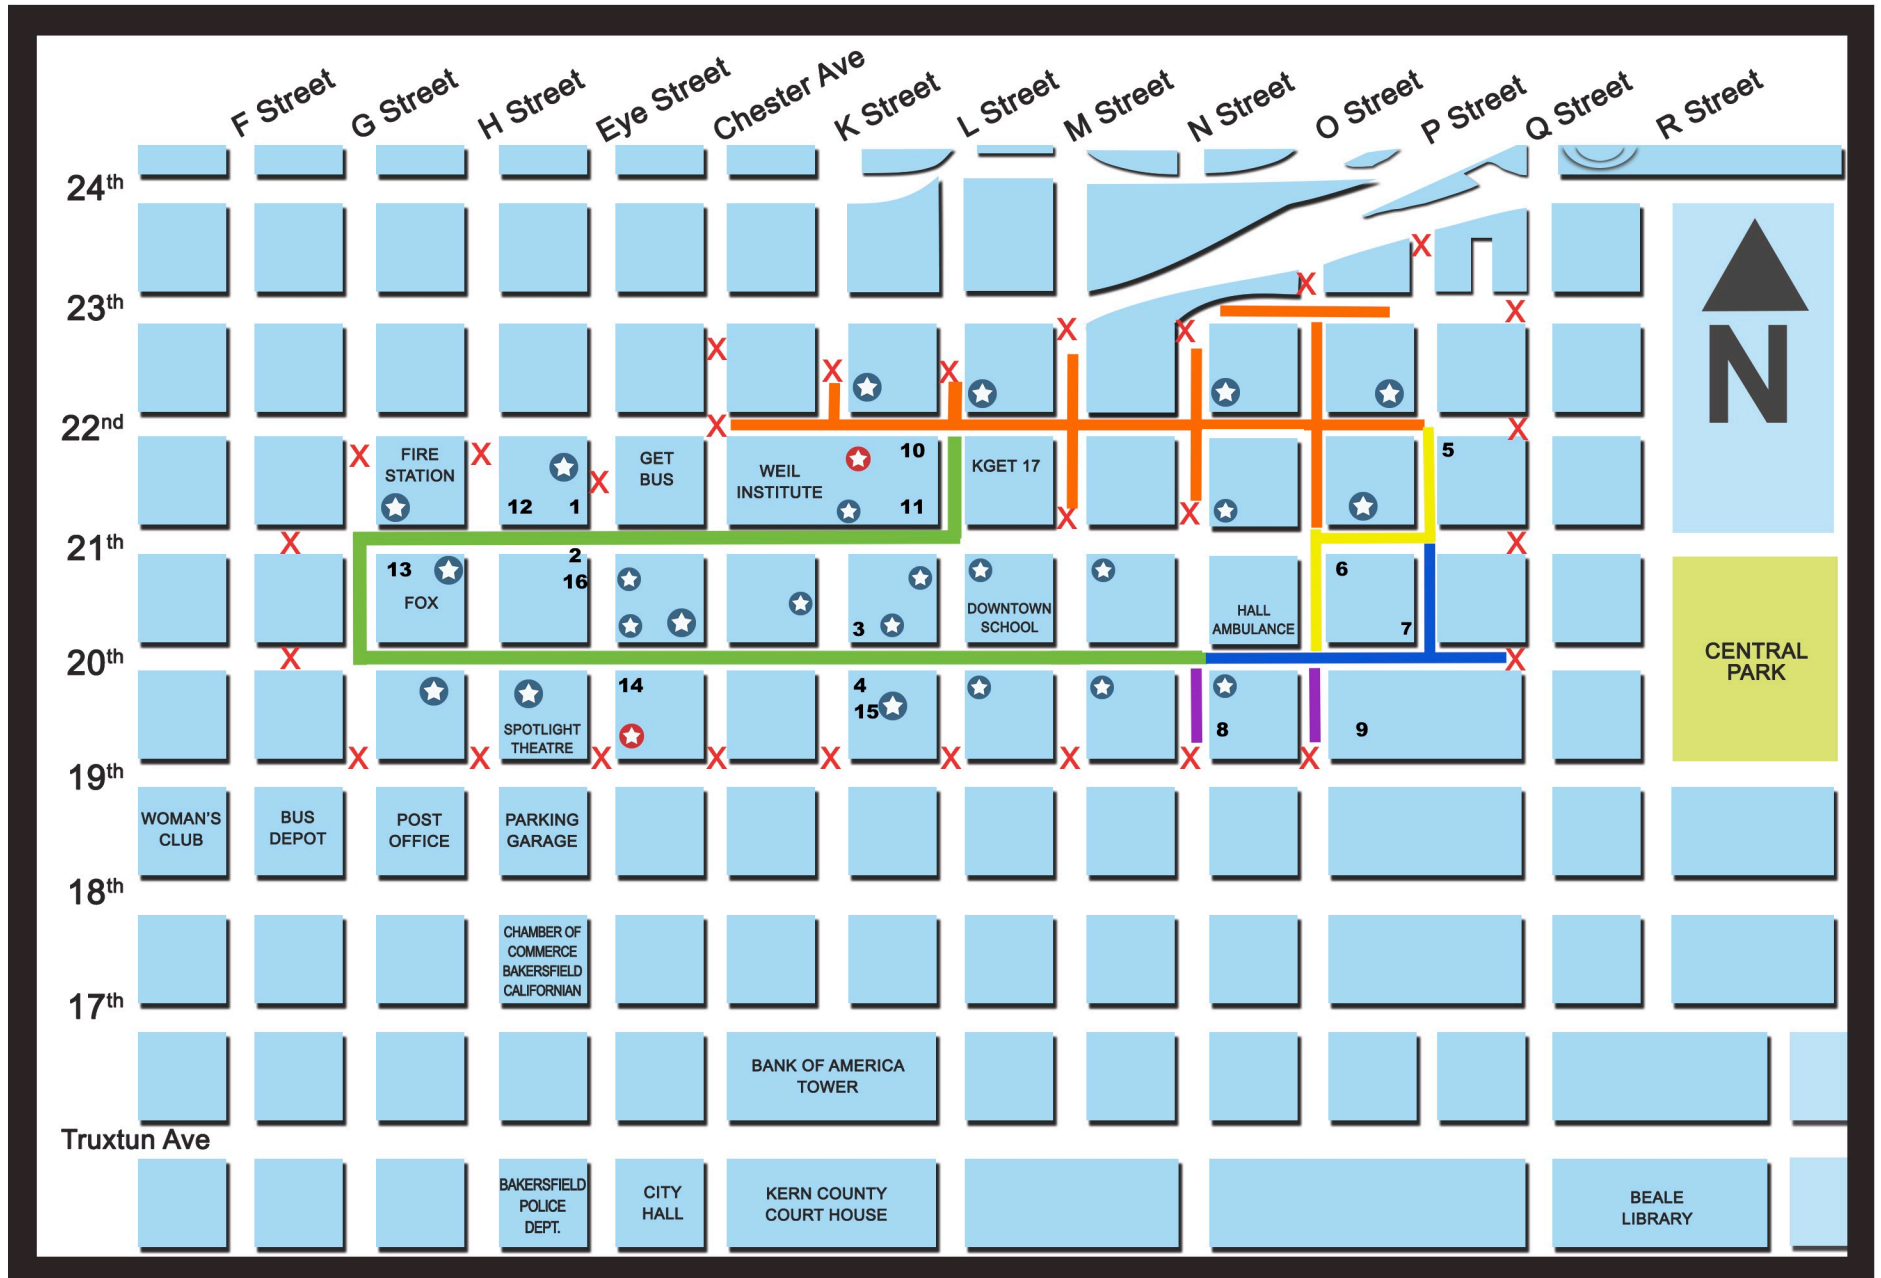 F Street
G Street
H Street
Eye Street
Chester Ave
K Street
L Street
M Street
N Street
O Street
P Street
Q Street
R Street
24th
23th
N
22nd
FIRE
STATION
12
1
GET
BUS
WEIL
INSTITUTE
10
11
KGET 17
5
21th
13
FOX
2
16
3
DOWNTOWN
SCHOOL
HALL
AMBULANCE
6
7
CENTRAL
PARK
20th
SPOTLIGHT
THEATRE
14
4
15
8
9
19th
WOMAN'S
CLUB
BUS
DEPOT
POST
OFFICE
PARKING
GARAGE
18th
CHAMBER OF
COMMERCE
BAKERSFIELD
CALIFORNIAN
17th
BANK OF AMERICA
TOWER
Truxtun Ave
BAKERSFIELD
POLICE
DEPT.
CITY
HALL
KERN COUNTY
COURT HOUSE
BEALE
LIBRARY